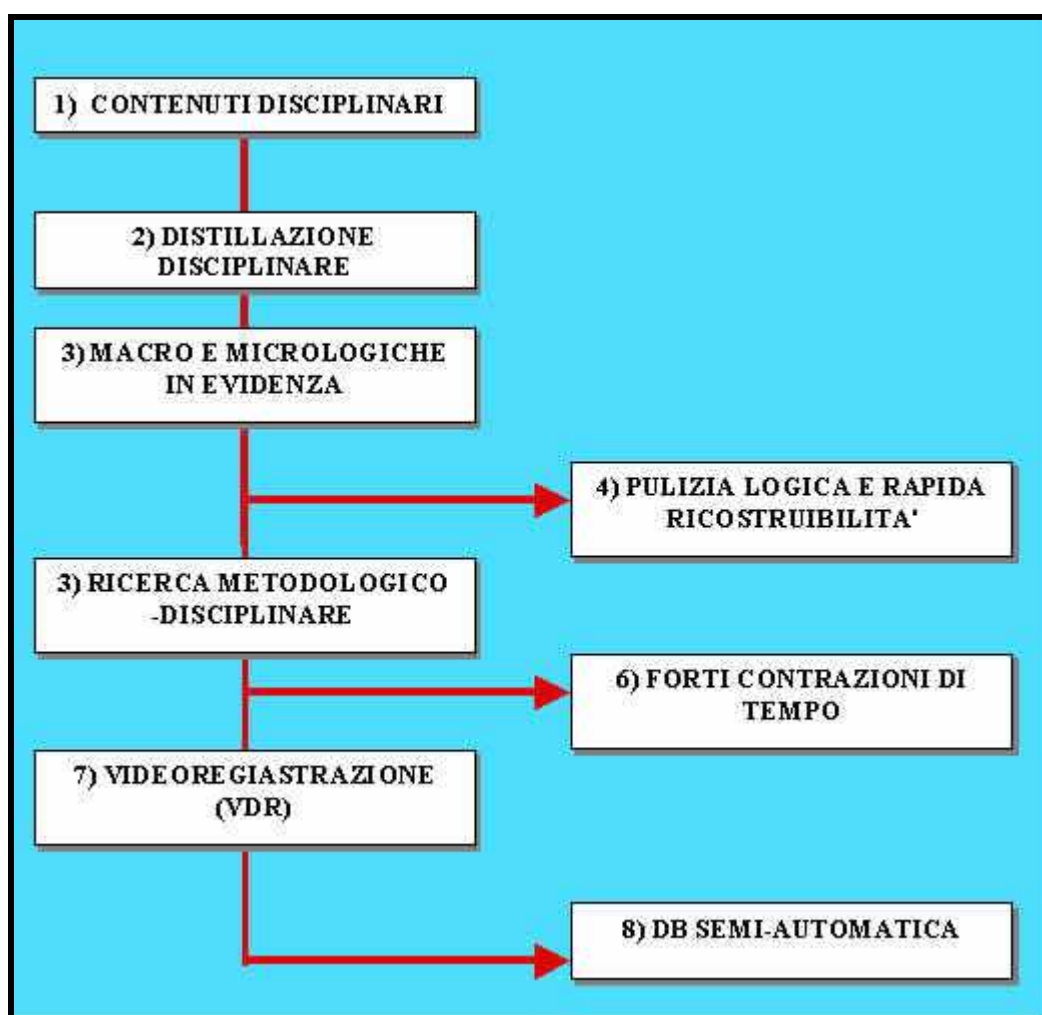 1) CONTENUTI DISCIPLINARI
2) DISTILLAZIONE
DISCIPLINARE
3) MACRO E MICROLOGICHE
IN EVIDENZA
4) PULIZIA LOGICA E RAPIDA
RICOSTRUIBILITA'
3) RICERCA METODOLOGICO
-DISCIPLINARE
6) FORTI CONTRAZIONI DI
TEMPO
7) VIDEOREGIASTRAZIONE
(VDR)
8) DB SEMI-AUTOMATICA